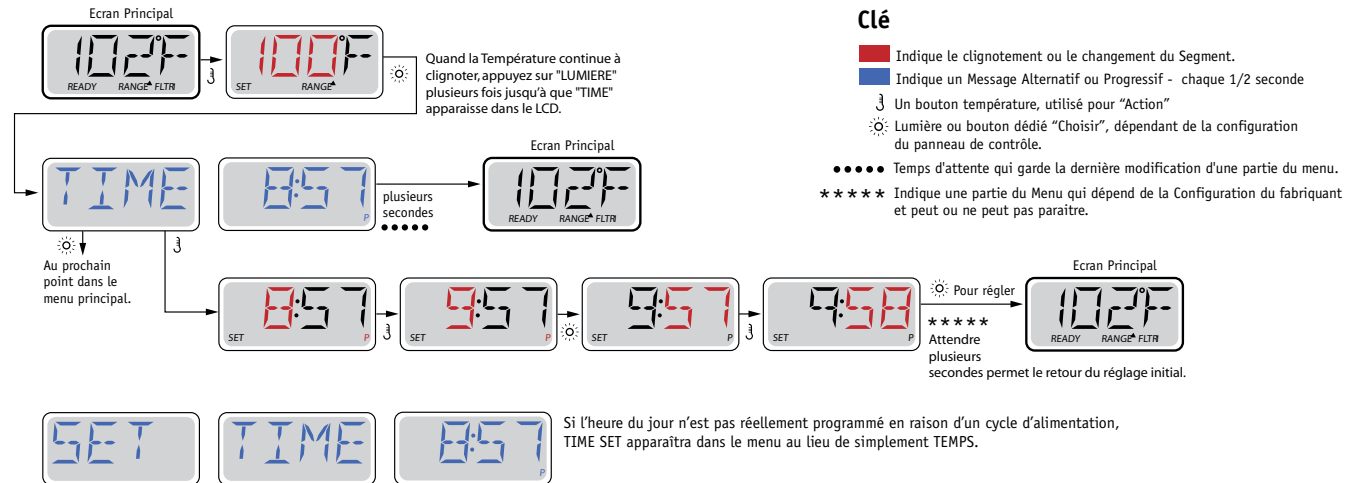 Ecran Principal
102°F
READY RANGE FLTR
100°F
SET RANGE
Quand la Température continue à
clignoter, appuyez sur "LUMIERE"
plusieurs fois jusqu'à que "TIME"
apparaisse dans le LCD.
Clé
Indique le clignotement ou le changement du Segment.
Indique un Message Alternatif ou Progressif - chaque 1/2 seconde
Un bouton température, utilisé pour "Action"
Lumière ou bouton dédié "Choisir", dépendant de la configuration
du panneau de contrôle.
••••• Temps d'attente qui garde la dernière modification d'une partie du menu.
***** Indique une partie du Menu qui dépend de la Configuration du fabriquant
et peut ou ne peut pas paraitre.
TIME
8:57 P
plusieurs
secondes
•••••
Ecran Principal
102°F
READY RANGE FLTR
Au prochain
point dans le
menu principal.
8:57
SET P
9:57
SET P
9:57
SET P
9:58
SET P
Pour régler
*****
Attendre
plusieurs
secondes permet le retour du réglage initial.
Ecran Principal
102°F
READY RANGE FLTR
SET
TIME
8:57 P
Si l'heure du jour n'est pas réellement programmé en raison d'un cycle d'alimentation,
TIME SET apparaîtra dans le menu au lieu de simplement TEMPS.